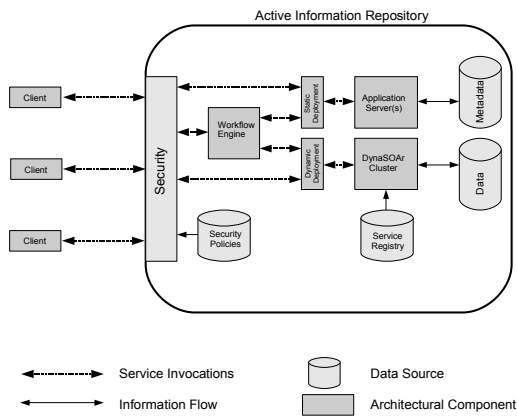 Active Information Repository
Client
Client
Client
Security
Workflow
Engine
Static
Deployment
Dynamic
Deployment
Application
Server(s)
DynaSOAr
Cluster
Metadata
Data
Security
Policies
Service
Registry
Service Invocations
Data Source
Information Flow
Architectural Component